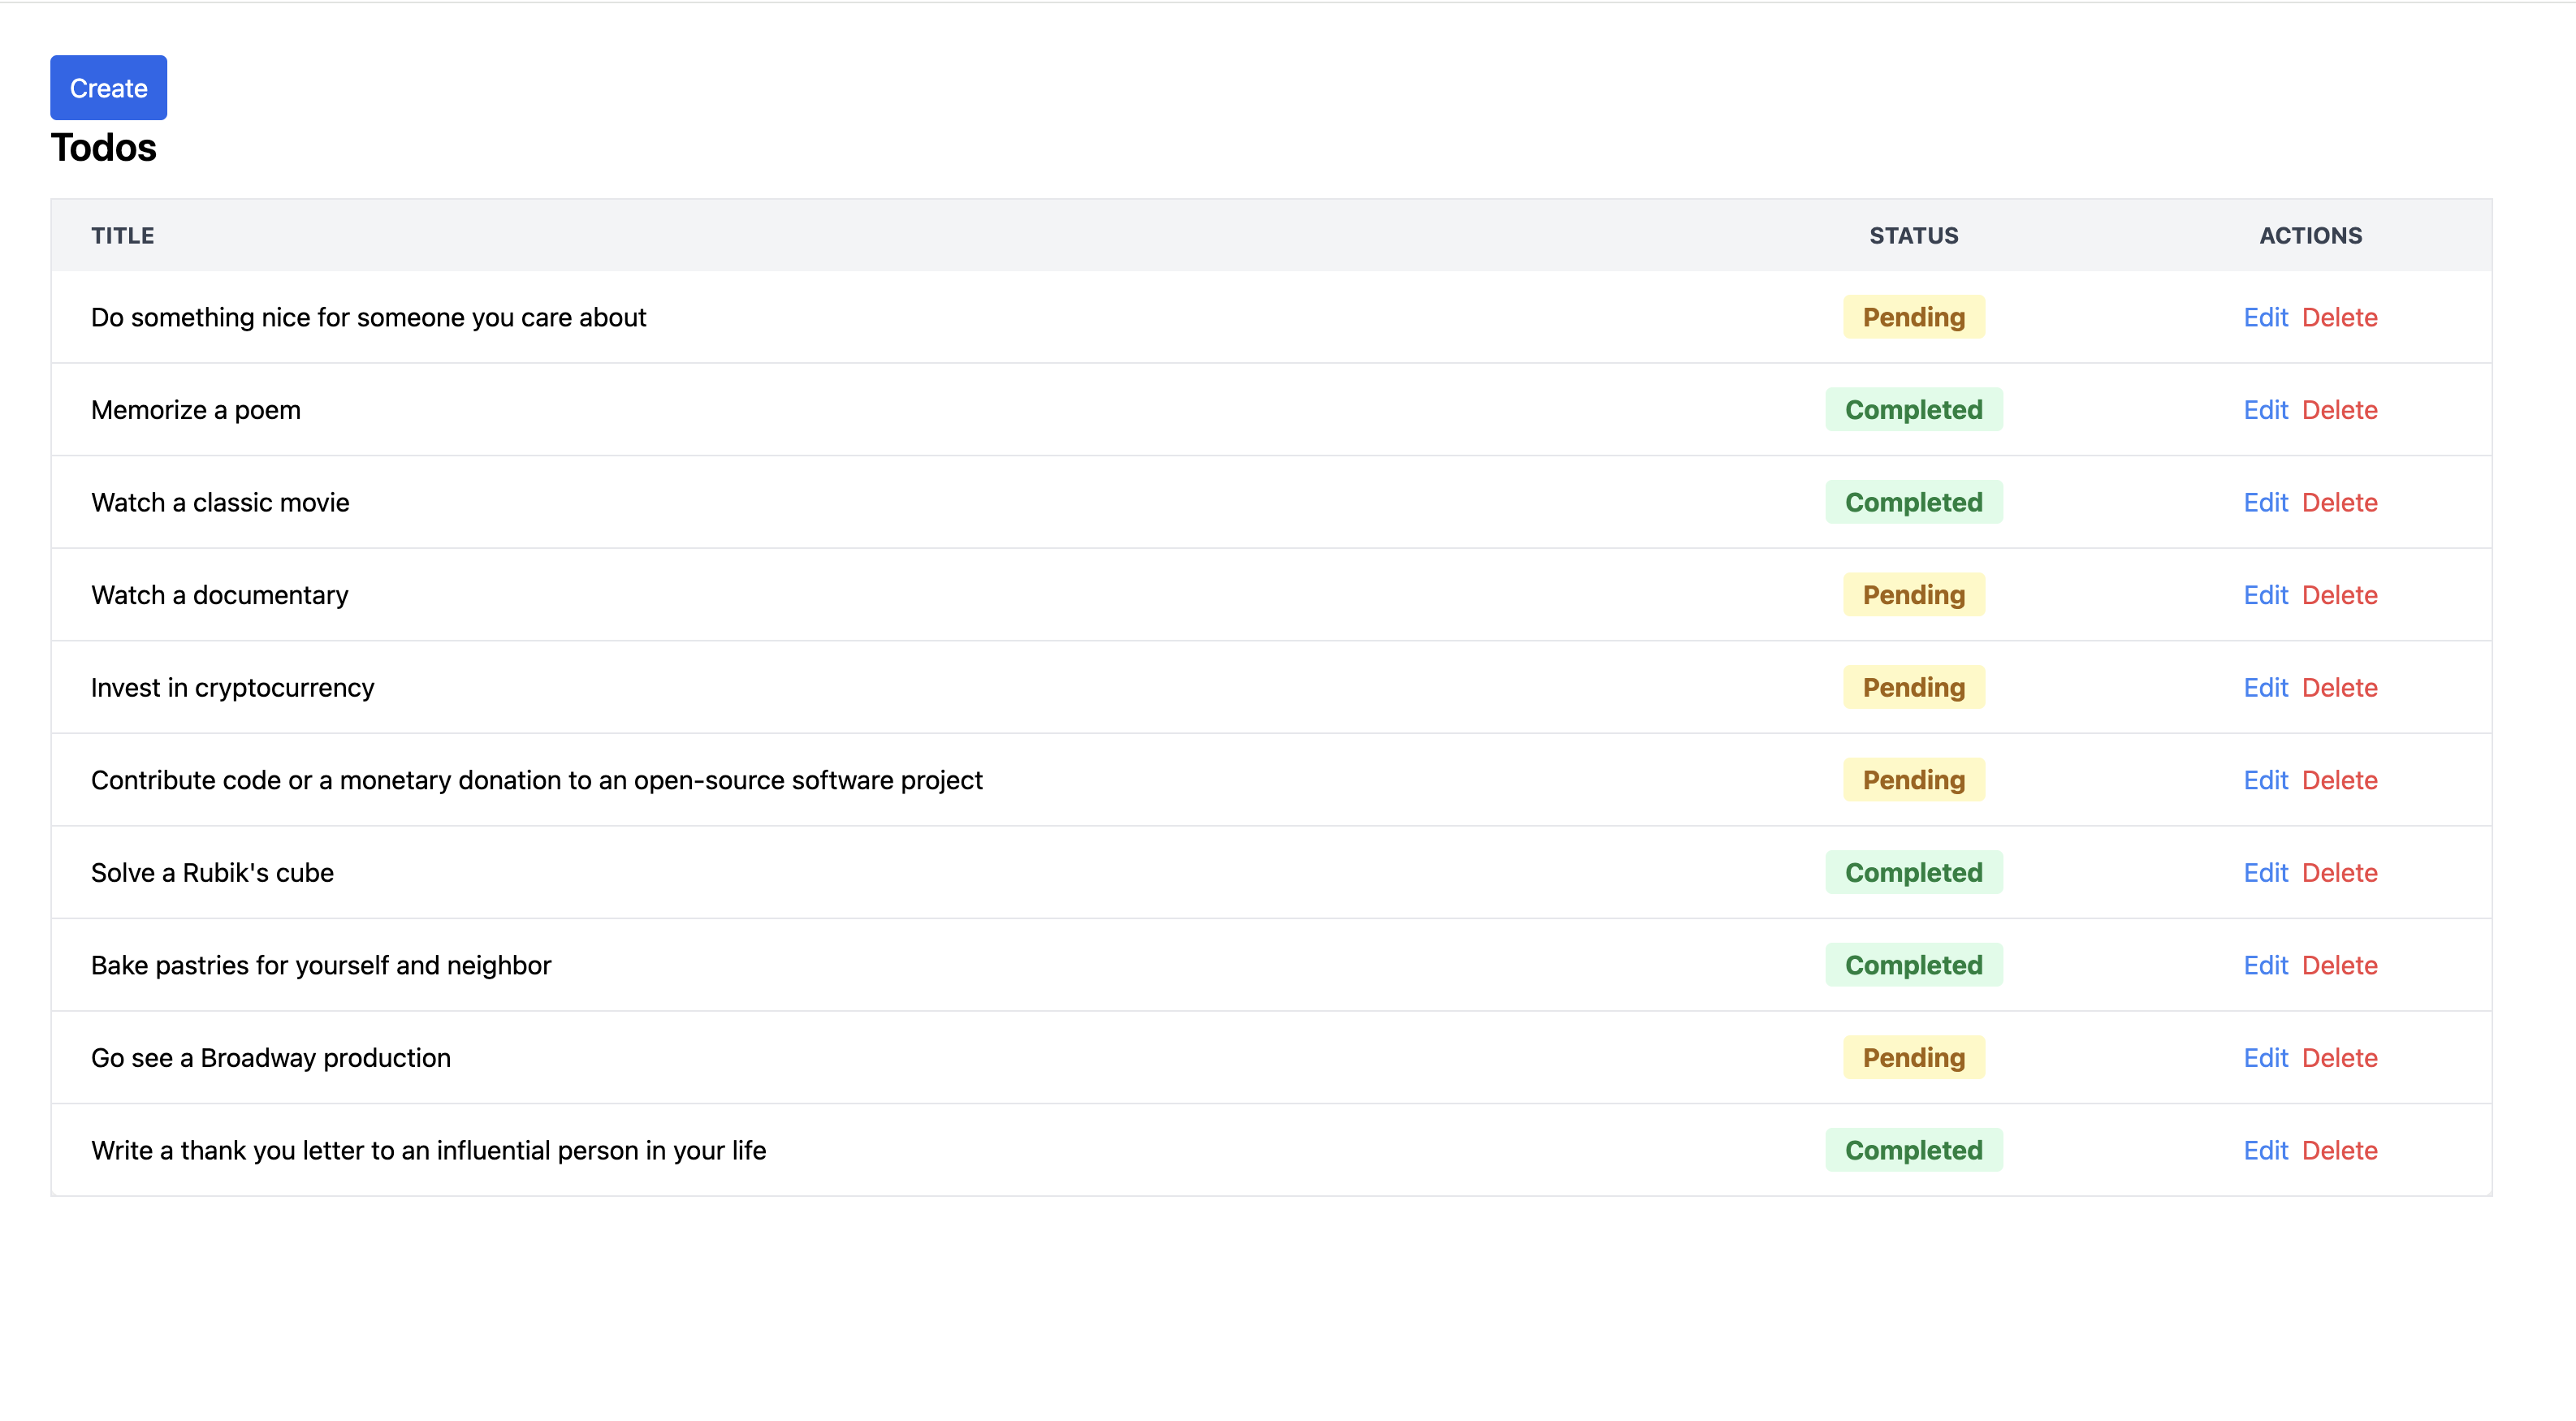 Create
Todos
TITLE STATUS ACTIONS
Do something nice for someone you care about Pending Edit Delete
Memorize a poem Completed Edit Delete
Watch a classic movie Completed Edit Delete
Watch a documentary Pending Edit Delete
Invest in cryptocurrency Pending Edit Delete
Contribute code or a monetary donation to an open-source software project Pending Edit Delete
Solve a Rubik's cube Completed Edit Delete
Bake pastries for yourself and neighbor Completed Edit Delete
Go see a Broadway production Pending Edit Delete
Write a thank you letter to an influential person in your life Completed Edit Delete